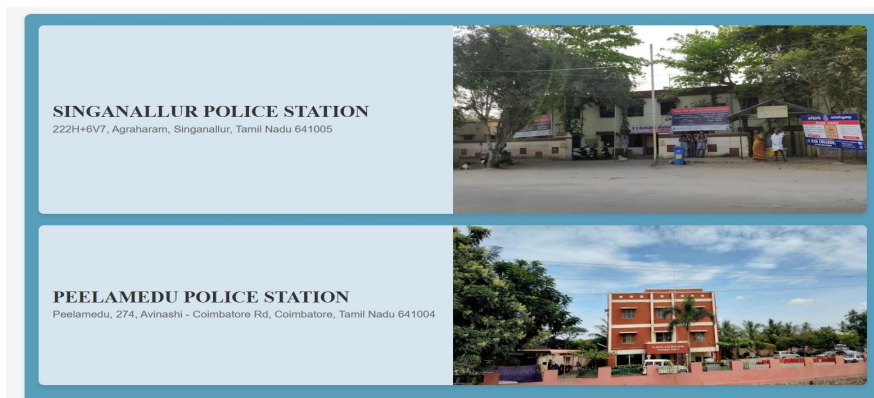 SINGANALLUR POLICE STATION
222H+6V7, Agraharam, Singanallur, Tamil Nadu 641005
PEELAMEDU POLICE STATION
Peelamedu, 274, Avinashi - Coimbatore Rd, Coimbatore, Tamil Nadu 641004